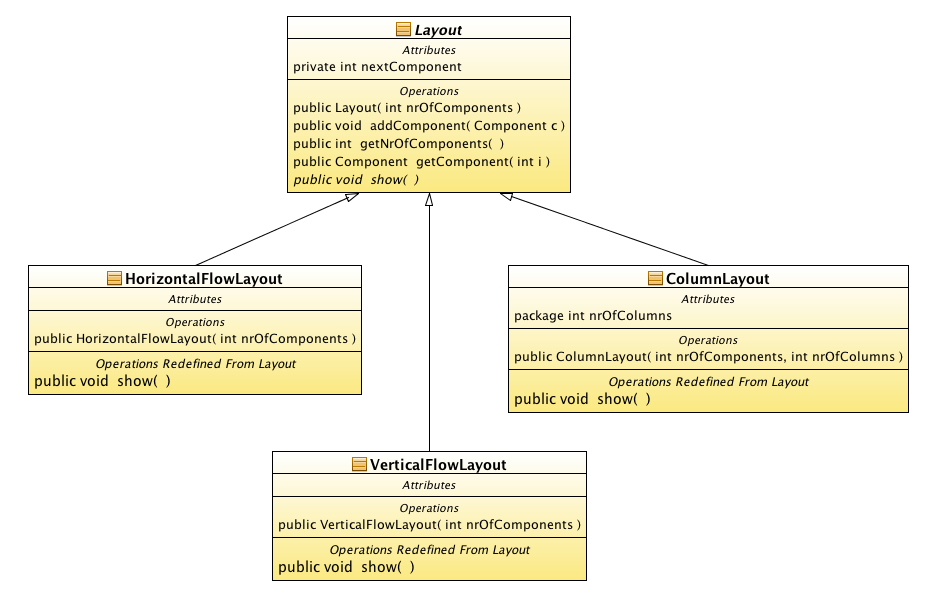 Layout
Attributes
private int nextComponent
Operations
public Layout( int nrOfComponents )
public void  addComponent( Component c )
public int  getNrOfComponents(  )
public Component  getComponent( int i )
public void  show(  )
HorizontalFlowLayout
Attributes
Operations
public HorizontalFlowLayout( int nrOfComponents )
Operations Redefined From Layout
public void  show(  )
ColumnLayout
Attributes
package int nrOfColumns
Operations
public ColumnLayout( int nrOfComponents, int nrOfColumns )
Operations Redefined From Layout
public void  show(  )
VerticalFlowLayout
Attributes
Operations
public VerticalFlowLayout( int nrOfComponents )
Operations Redefined From Layout
public void  show(  )